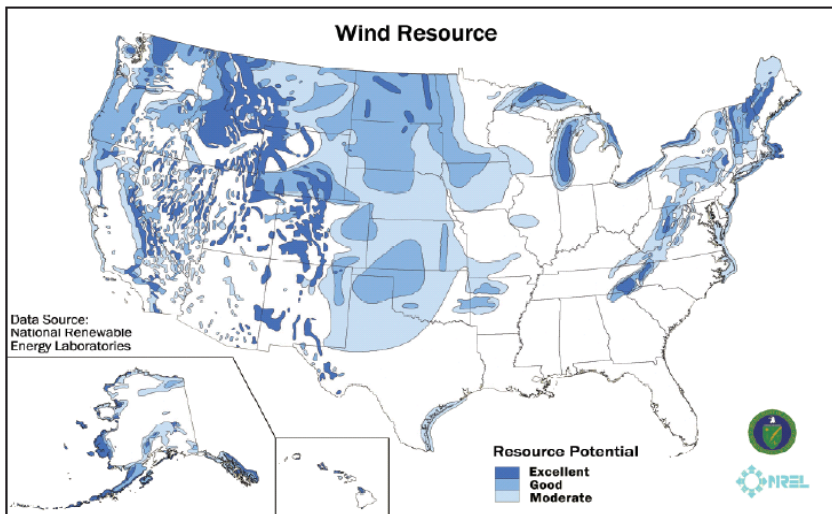 Wind Resource
Data Source:
National Renewable
Energy Laboratories
Resource Potential
Excellent
Good
Moderate
NREL